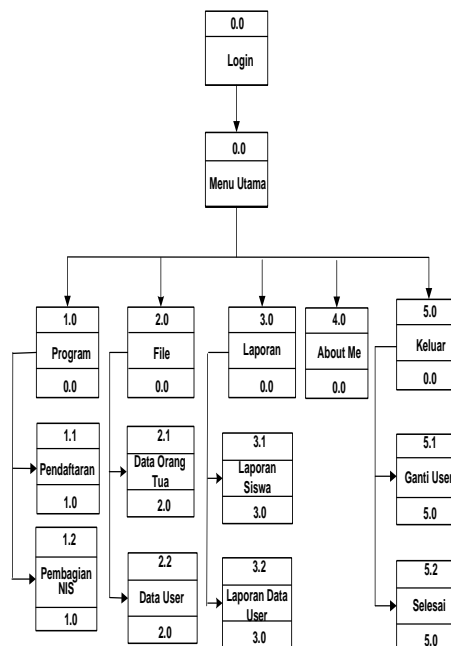 0.0
Login
0.0
Menu Utama
1.0
Program
0.0
2.0
File
0.0
3.0
Laporan
0.0
4.0
About Me
0.0
5.0
Keluar
0.0
1.1
Pendaftaran
1.0
1.2
Pembagian
NIS
1.0
2.1
Data Orang
Tua
2.0
2.2
Data User
2.0
3.1
Laporan
Siswa
3.0
3.2
Laporan Data
User
3.0
5.1
Ganti User
5.0
5.2
Selesai
5.0